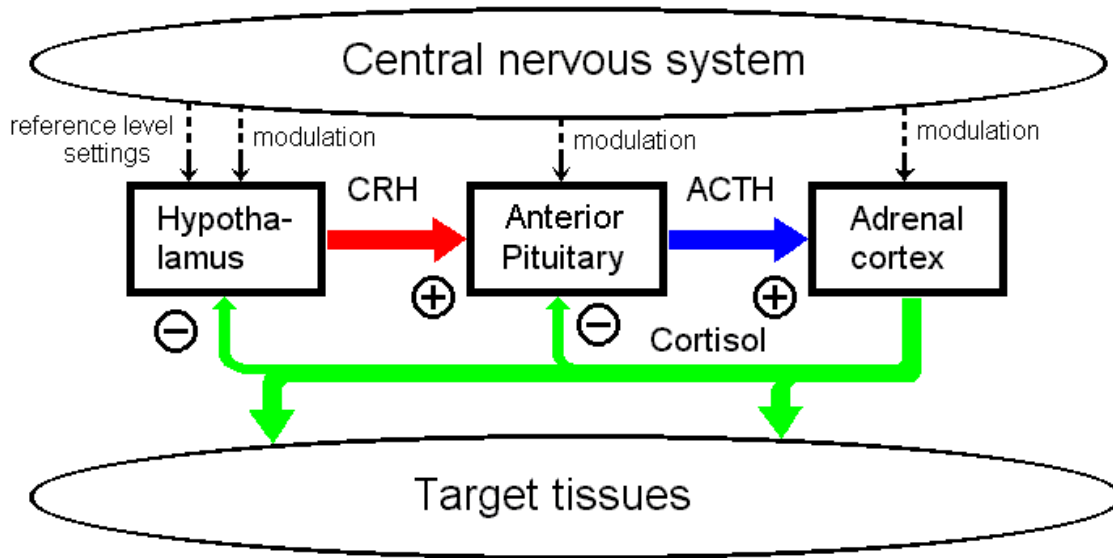 Central nervous system
reference level
settings
modulation
modulation
modulation
CRH
ACTH
Hypotha-
lamus
Anterior
Pituitary
Adrenal
cortex
+
+
−
−
Cortisol
Target tissues